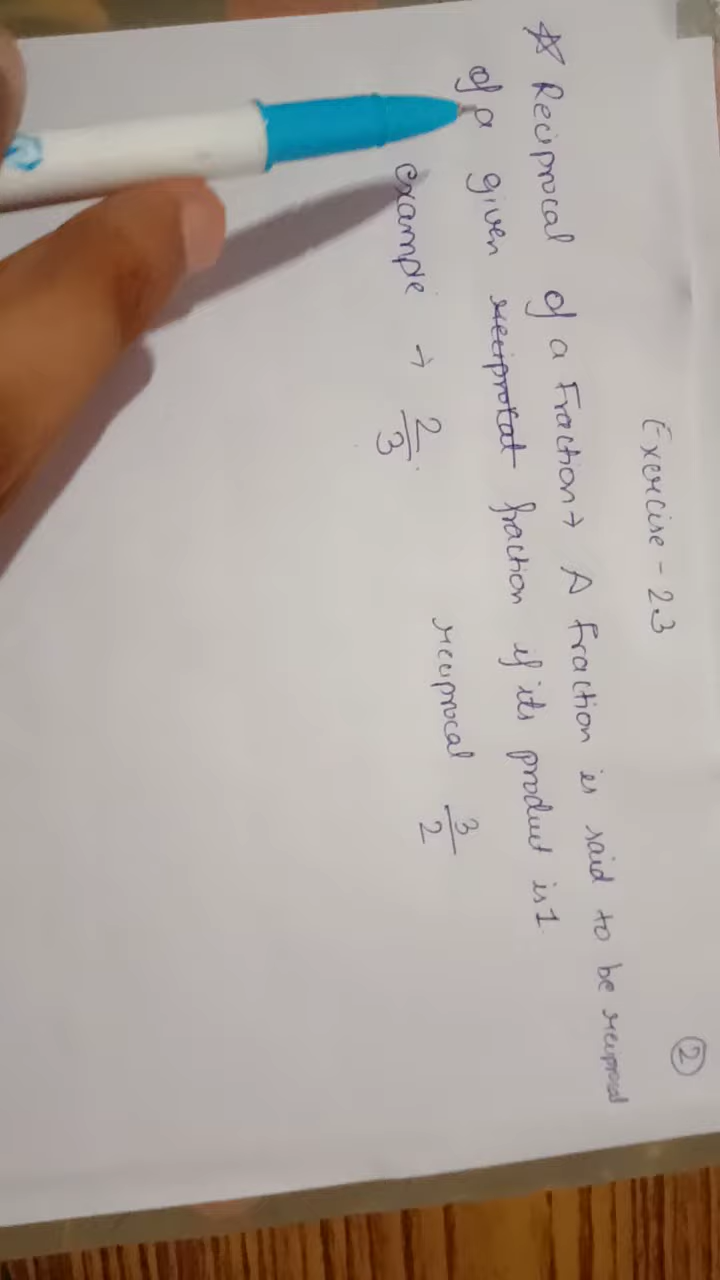 Exercise - 2.3
②
☆ Reciprocal of a Fraction → A fraction is said to be reciprocal
of a given reciprocal fraction if its product is 1.
example → 2/3 reciprocal 3/2